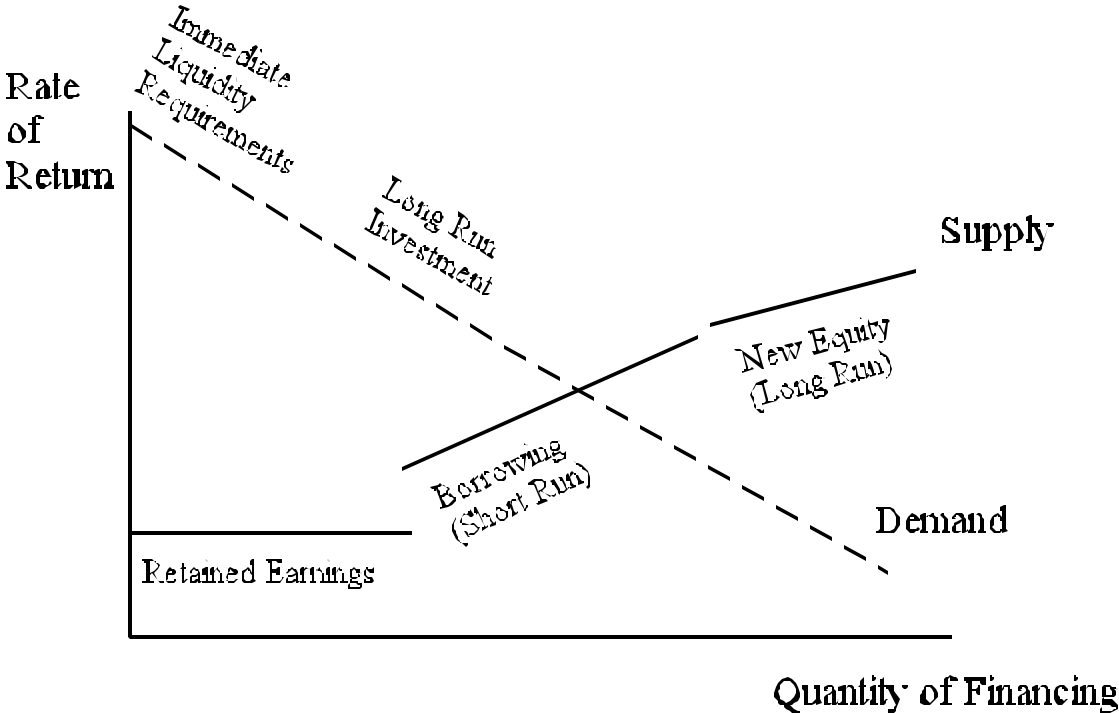 Immediate
Liquidity
Requirements
Rate
of
Return
Long Run
Investment
Supply
New Equity
(Long Run)
Borrowing
(Short Run)
Demand
Retained Earnings
Quantity of Financing